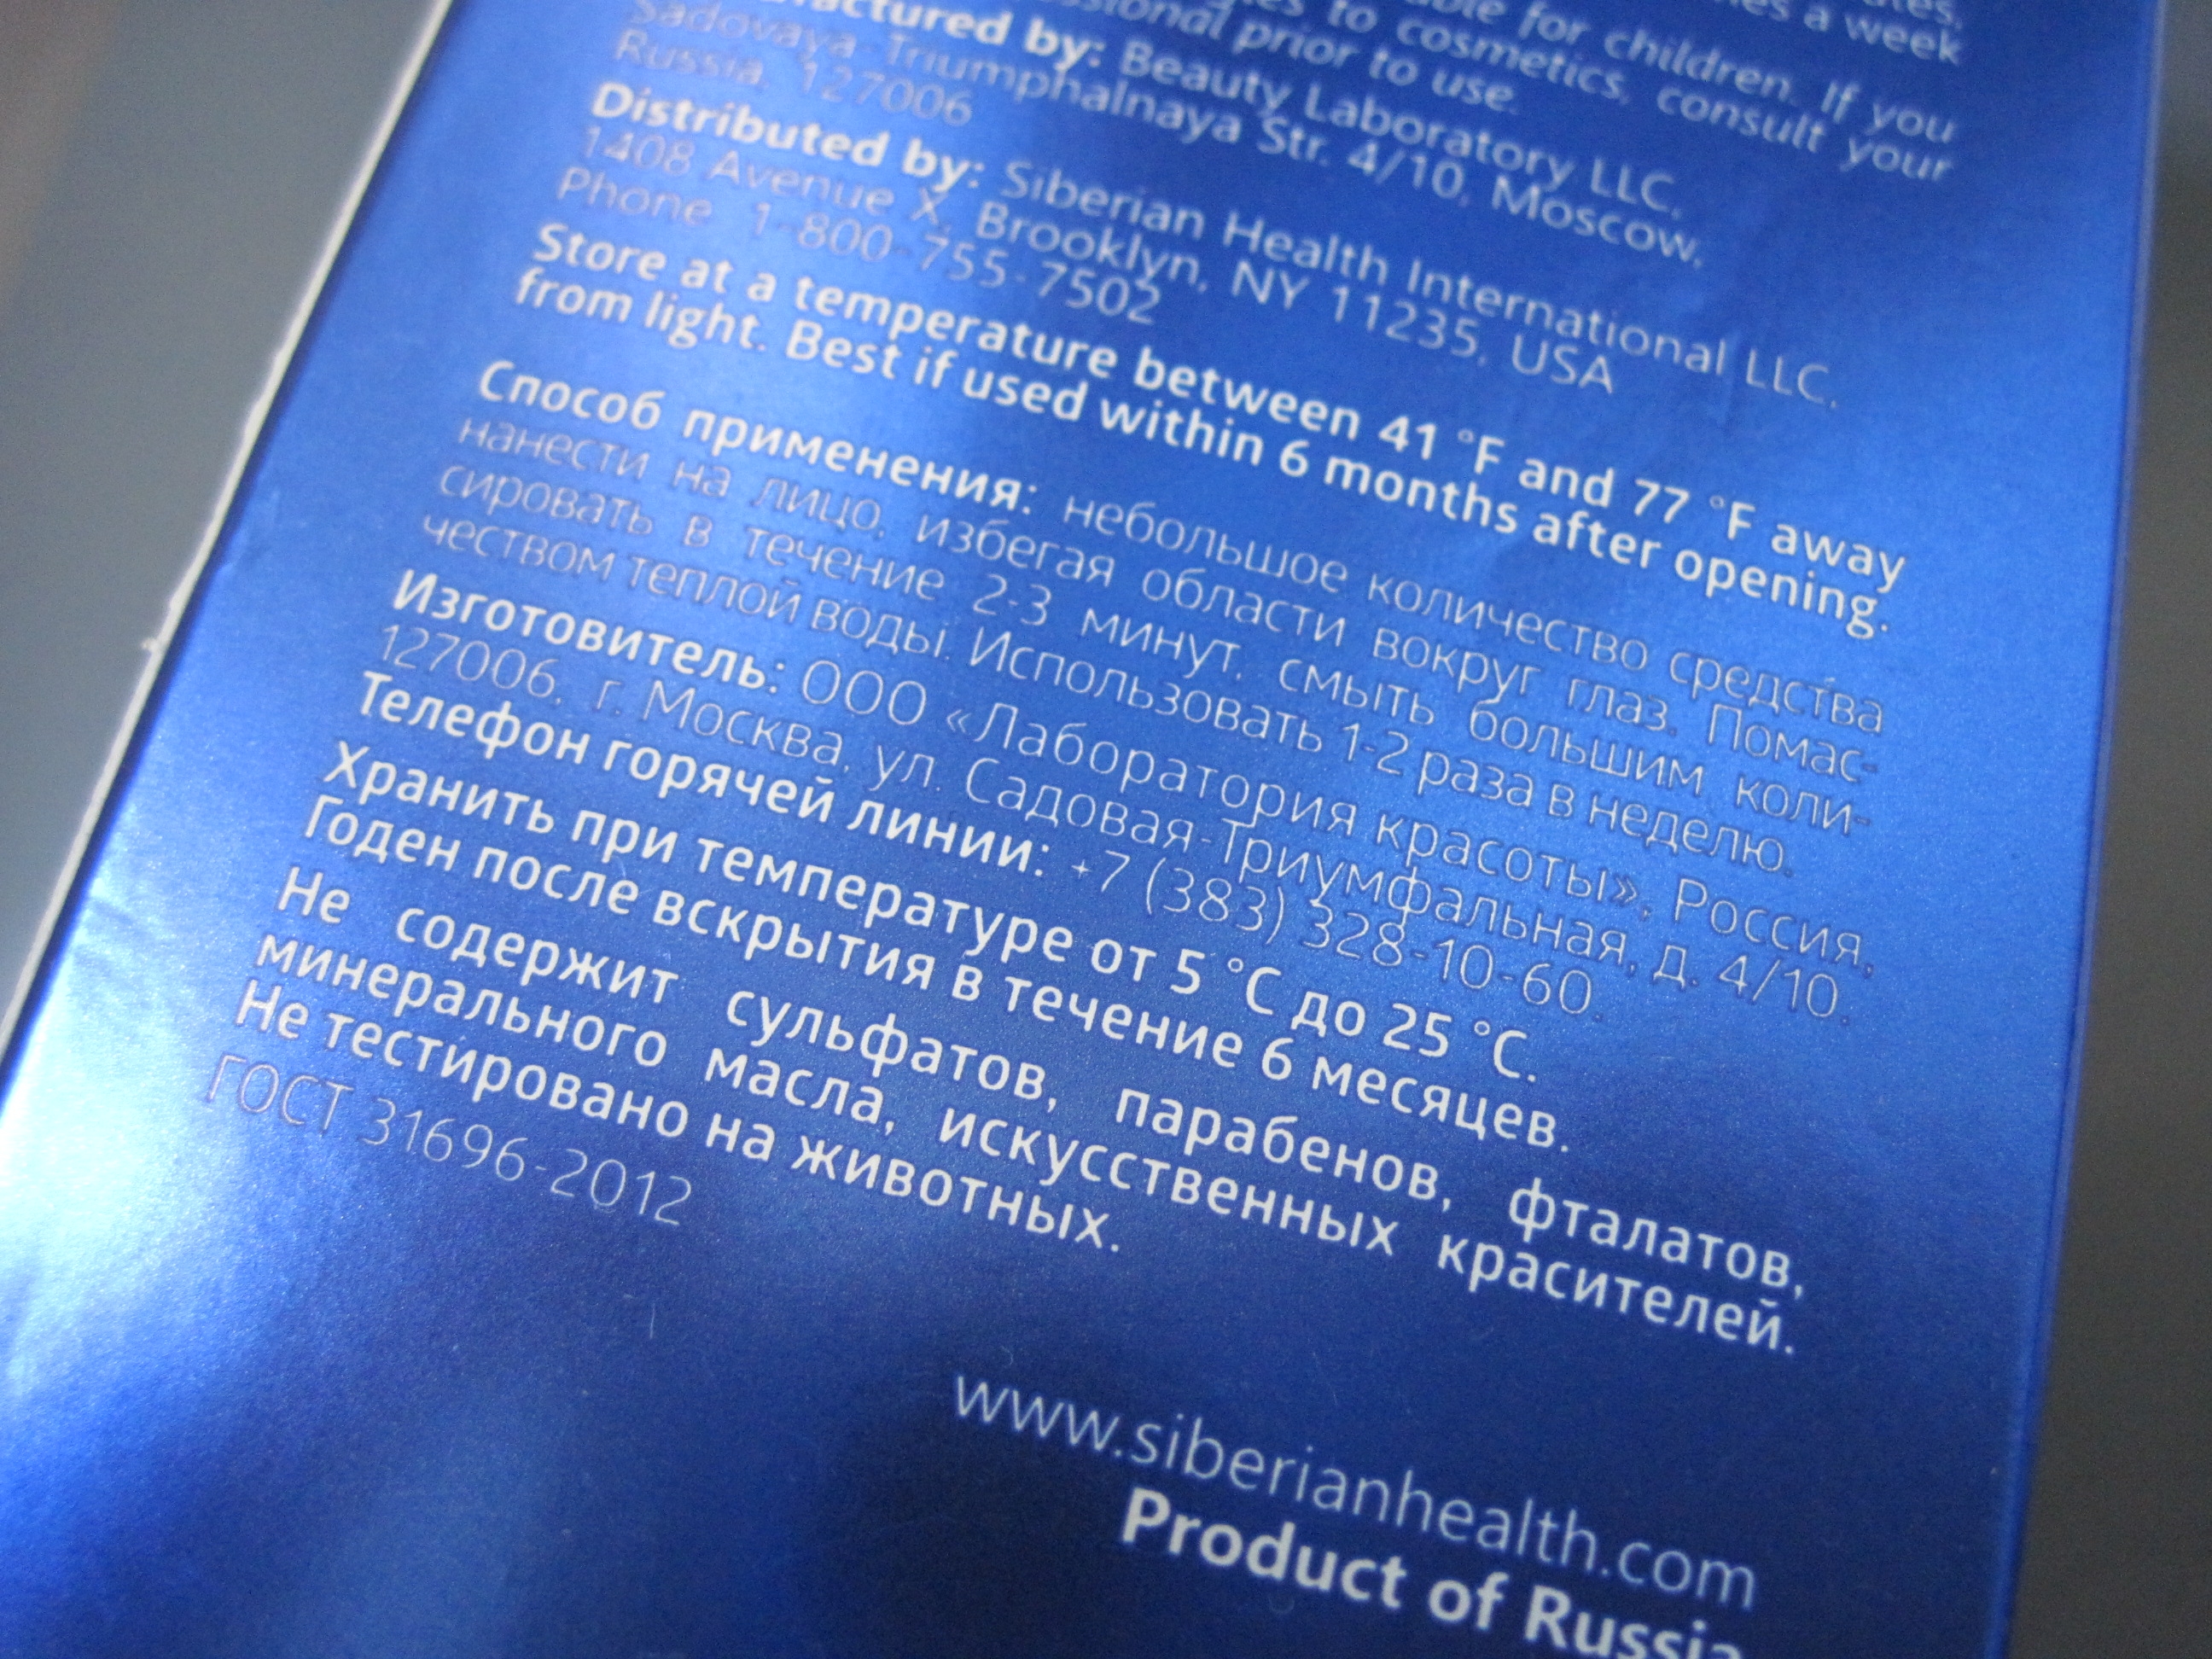 a week
able for children. If you
to cosmetics, consult your
prior to use.
by: Beauty Laboratory LLC,
Sadovaya-Triumphalnaya Str. 4/10, Moscow,
Russia, 127006
Distributed by: Siberian Health International LLC,
1408 Avenue X, Brooklyn, NY 11235, USA
Phone 1-800-755-7502
Store at a temperature between 41 °F and 77 °F away
from light. Best if used within 6 months after opening.
Способ применения: небольшое количество средства
нанести на лицо, избегая области вокруг глаз. Помас-
сировать в течение 2-3 минут, смыть большим коли-
чеством теплой воды. Использовать 1-2 раза в неделю.
Изготовитель: ООО «Лаборатория красоты», Россия,
127006, г. Москва, ул. Садовая-Триумфальная, д. 4/10.
Телефон горячей линии: +7 (383) 328-10-60.
Хранить при температуре от 5 °C до 25 °C.
Годен после вскрытия в течение 6 месяцев.
Не содержит сульфатов, парабенов, фталатов,
минерального масла, искусственных красителей.
Не тестировано на животных.
ГОСТ 31696-2012
www.siberianhealth.com
Product of Russia